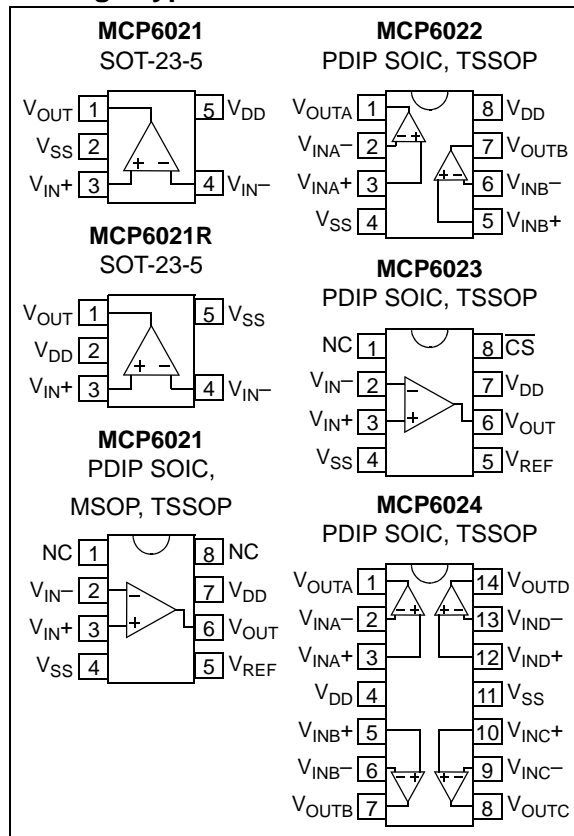 MCP6021
SOT-23-5
VOUT 1 5 VDD
VSS 2
VIN+ 3 4 VIN–
+ –
MCP6021R
SOT-23-5
VOUT 1 5 VSS
VDD 2
VIN+ 3 4 VIN–
+ –
MCP6021
PDIP SOIC,
MSOP, TSSOP
NC 1 8 NC
VIN– 2 7 VDD
VIN+ 3 6 VOUT
VSS 4 5 VREF
–
+
MCP6022
PDIP SOIC, TSSOP
VOUTA 1 8 VDD
VINA– 2 7 VOUTB
VINA+ 3 6 VINB–
VSS 4 5 VINB+
- +
+ -
MCP6023
PDIP SOIC, TSSOP
NC 1 8 CS
VIN– 2 7 VDD
VIN+ 3 6 VOUT
VSS 4 5 VREF
–
+
MCP6024
PDIP SOIC, TSSOP
VOUTA 1 14 VOUTD
VINA– 2 13 VIND–
- + + -
VINA+ 3 12 VIND+
VDD 4 11 VSS
VINB+ 5 10 VINC+
VINB– 6 9 VINC–
- + + -
VOUTB 7 8 VOUTC